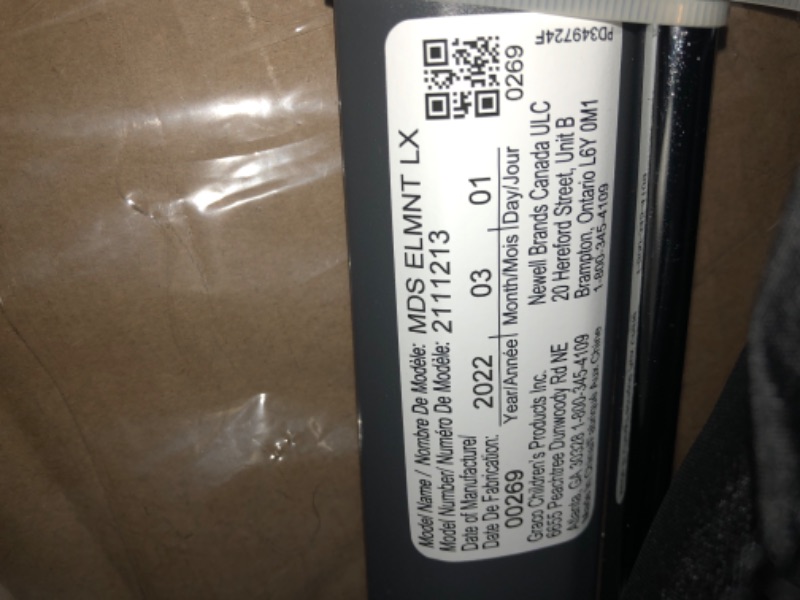 Model Name / Nombre De Modèle: MDS ELMNT LX
Model Number/ Numéro De Modèle: 2111213
Date of Manufacture/
Date De Fabrication:
2022 03 01
Year/Année Month/Mois Day/Jour
00269
0269
Graco Children's Products Inc.
6655 Peachtree Dunwoody Rd NE
Atlanta, GA 30328 1-800-345-4109
Newell Brands Canada ULC
20 Hereford Street, Unit B
Brampton, Ontario L6Y 0M1
1-800-345-4109
PD349724F